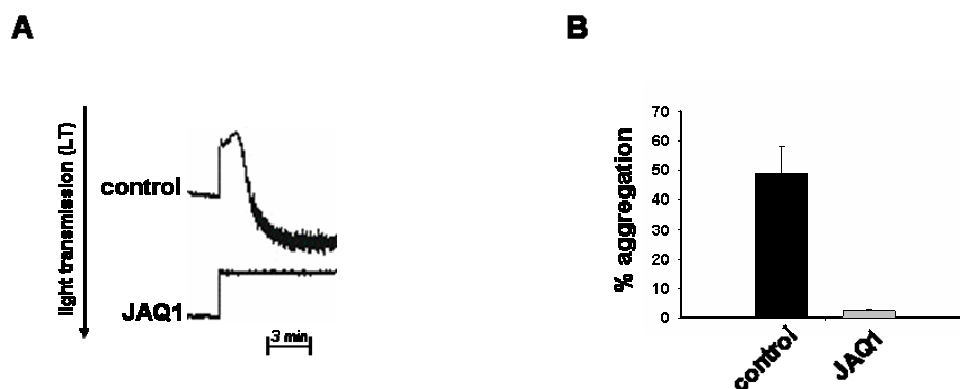 A
light transmission (LT)
control
JAQ1
3 min
B
% aggregation
70
60
50
40
30
20
10
0
control
JAQ1